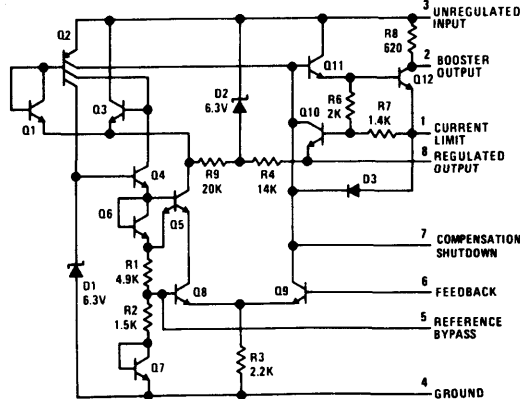 3 UNREGULATED
INPUT
Q2
R8
620
2 BOOSTER
OUTPUT
Q11
Q12
D2
6.3V
Q3
R6
2K
R7
1.4K
Q10
1 CURRENT
LIMIT
Q1
8 REGULATED
OUTPUT
Q4
R9
20K
R4
14K
D3
Q6
Q5
7 COMPENSATION
SHUTDOWN
R1
4.9K
D1
6.3V
Q8
Q9
6 FEEDBACK
R2
1.5K
5 REFERENCE
BYPASS
Q7
R3
2.2K
4 GROUND